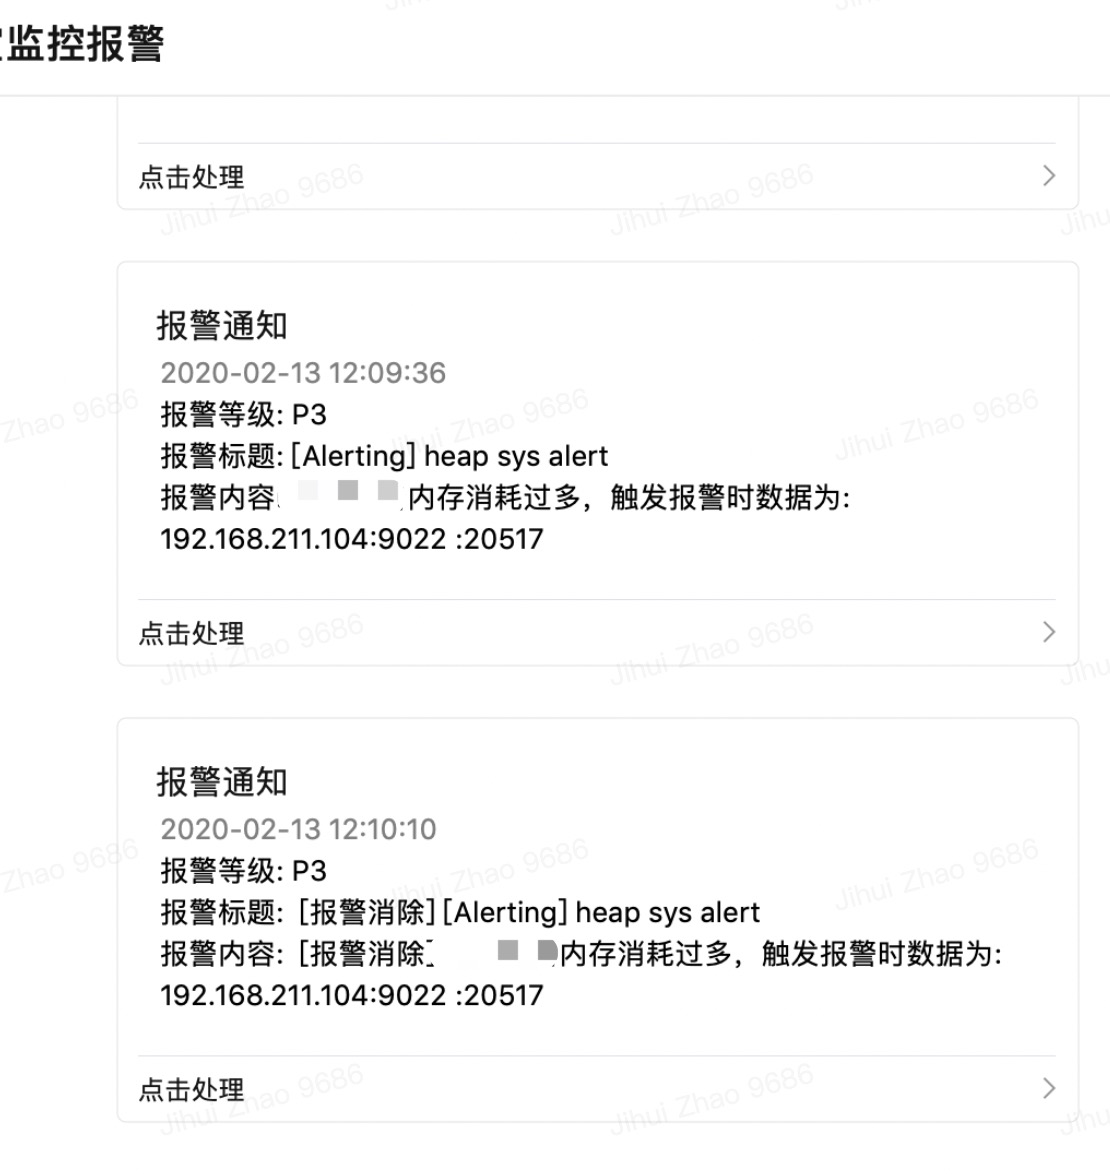 监控报警
点击处理
报警通知
2020-02-13 12:09:36
报警等级: P3
报警标题: [Alerting] heap sys alert
报警内容 内存消耗过多，触发报警时数据为:
192.168.211.104:9022 :20517
点击处理
报警通知
2020-02-13 12:10:10
报警等级: P3
报警标题: [报警消除] [Alerting] heap sys alert
报警内容: [报警消除 内存消耗过多，触发报警时数据为:
192.168.211.104:9022 :20517
点击处理
Jihui Zhao 9686